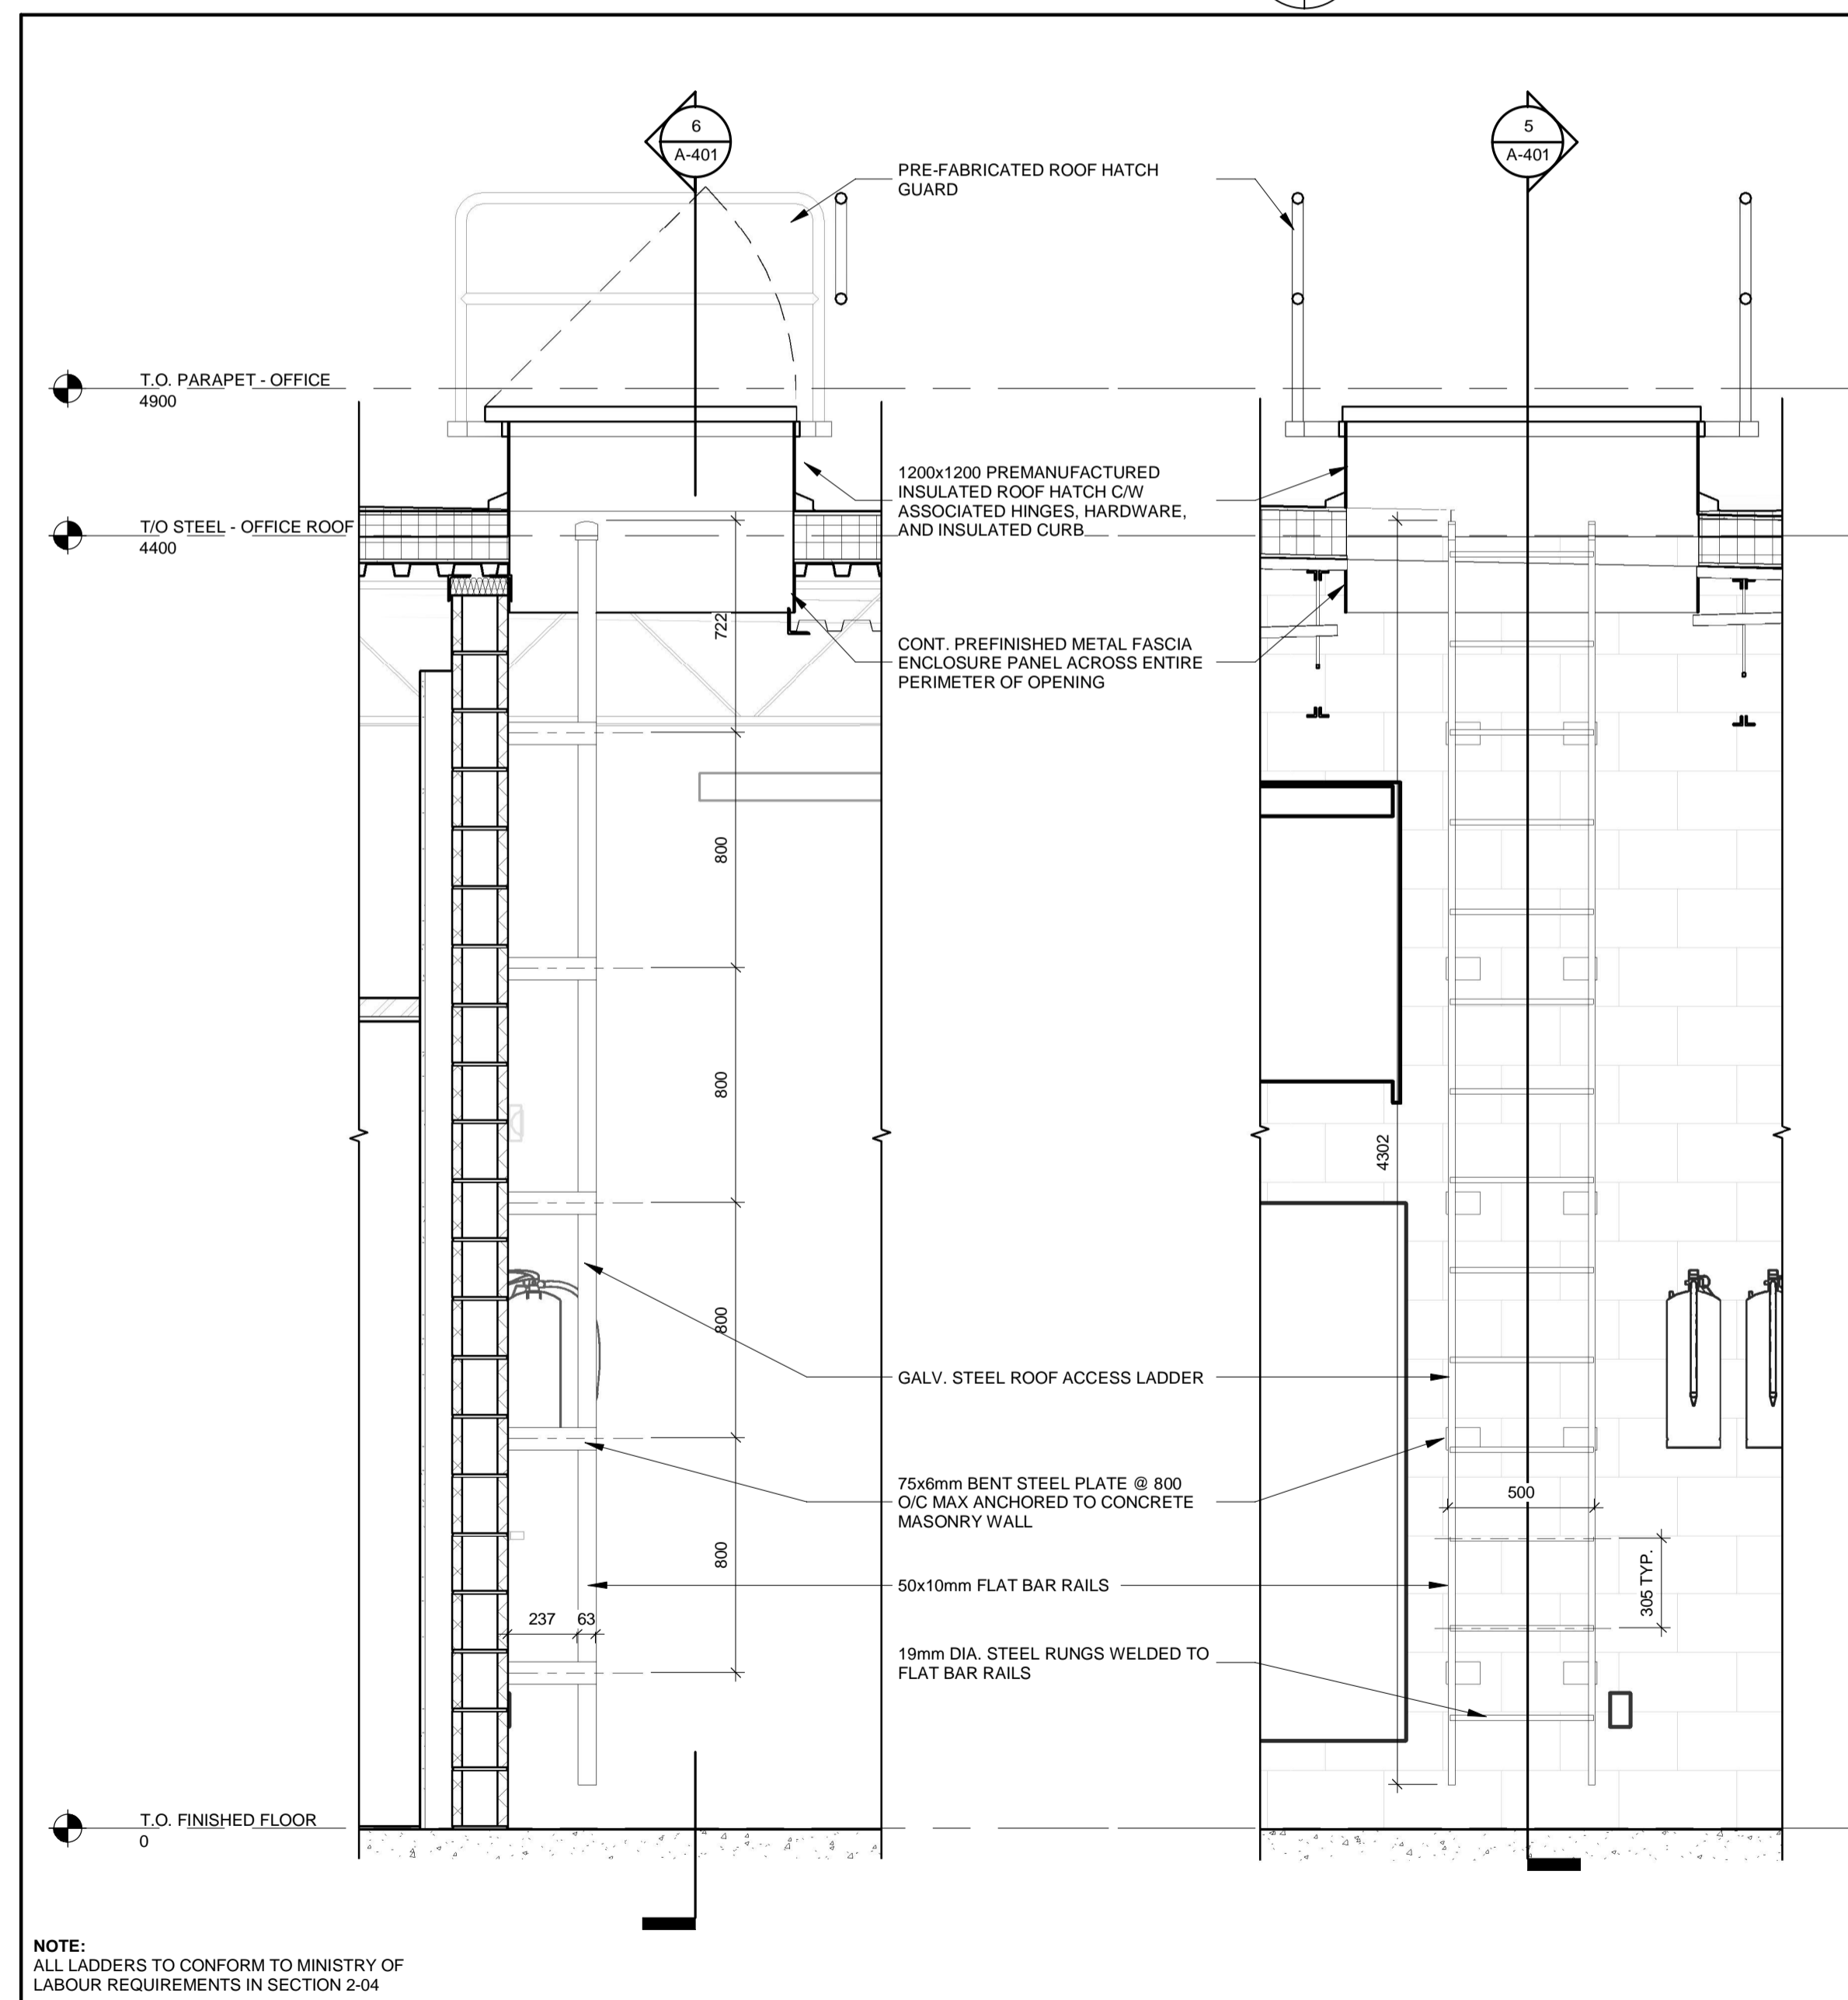 6
A-401
5
A-401
PRE-FABRICATED ROOF HATCH
GUARD
T.O. PARAPET - OFFICE
4900
1200x1200 PREMANUFACTURED
INSULATED ROOF HATCH C/W
ASSOCIATED HINGES, HARDWARE,
AND INSULATED CURB
T/O STEEL - OFFICE ROOF
4400
722
CONT. PREFINISHED METAL FASCIA
ENCLOSURE PANEL ACROSS ENTIRE
PERIMETER OF OPENING
800
800
4302
800
GALV. STEEL ROOF ACCESS LADDER
75x6mm BENT STEEL PLATE @ 800
O/C MAX ANCHORED TO CONCRETE
MASONRY WALL
500
800
50x10mm FLAT BAR RAILS
305 TYP.
237
63
19mm DIA. STEEL RUNGS WELDED TO
FLAT BAR RAILS
T.O. FINISHED FLOOR
0
NOTE:
ALL LADDERS TO CONFORM TO MINISTRY OF
LABOUR REQUIREMENTS IN SECTION 2-04